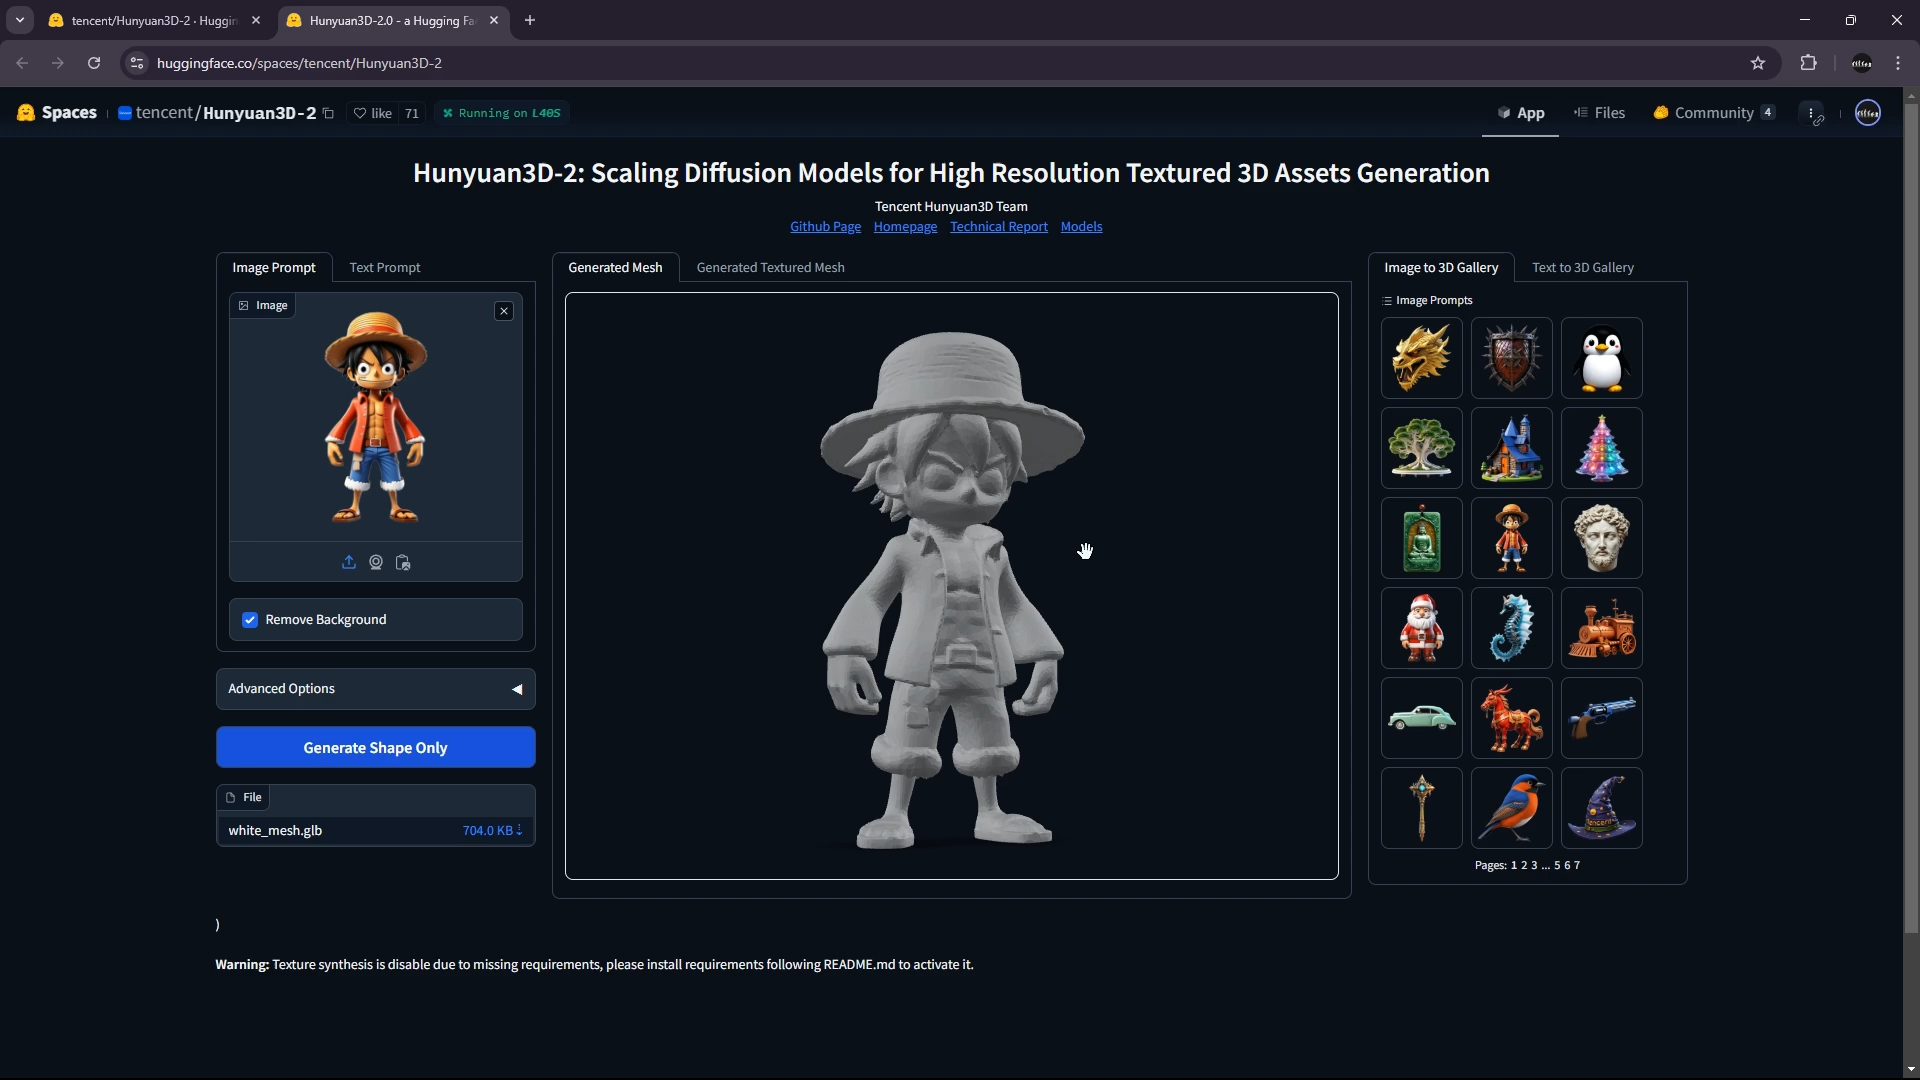 tencent/Hunyuan3D-2 · Huggin
Hunyuan3D-2.0 - a Hugging Fa
huggingface.co/spaces/tencent/Hunyuan3D-2
Spaces
tencent/Hunyuan3D-2
like 71
Running on L40S
App
Files
Community 4
Hunyuan3D-2: Scaling Diffusion Models for High Resolution Textured 3D Assets Generation
Tencent Hunyuan3D Team
Github Page Homepage Technical Report Models
Image Prompt Text Prompt
Image
Remove Background
Advanced Options
Generate Shape Only
File
white_mesh.glb 704.0 KB
Generated Mesh Generated Textured Mesh
Image to 3D Gallery Text to 3D Gallery
Image Prompts
Tencent
Pages: 1 2 3 ... 5 6 7
)
Warning: Texture synthesis is disable due to missing requirements, please install requirements following README.md to activate it.